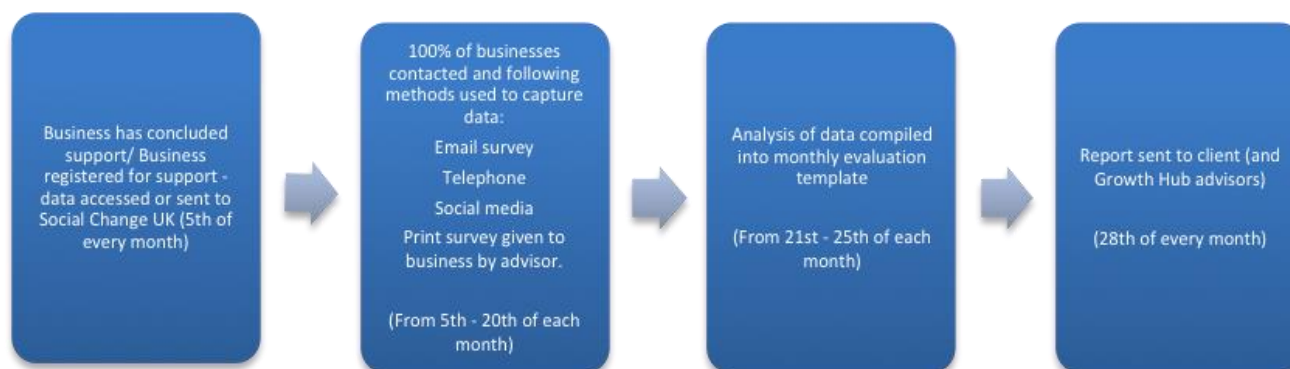 Business has concluded
support/ Business
registered for support -
data accessed or sent to
Social Change UK (5th of
every month)
100% of businesses
contacted and following
methods used to capture
data:
Email survey
Telephone
Social media
Print survey given to
business by advisor.
(From 5th - 20th of each
month)
Analysis of data compiled
into monthly evaluation
template
(From 21st - 25th of each
month)
Report sent to client (and
Growth Hub advisors)
(28th of every month)